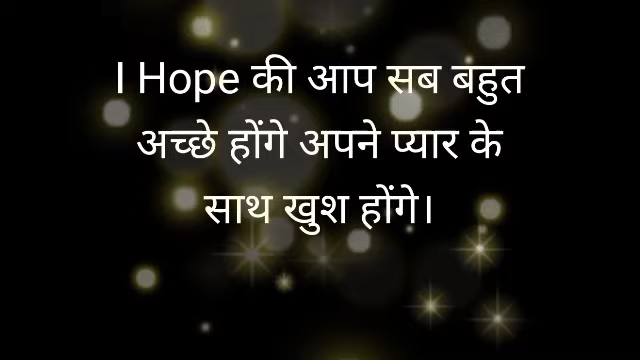 I Hope की आप सब बहुत
अच्छे होंगे अपने प्यार के
साथ खुश होंगे।